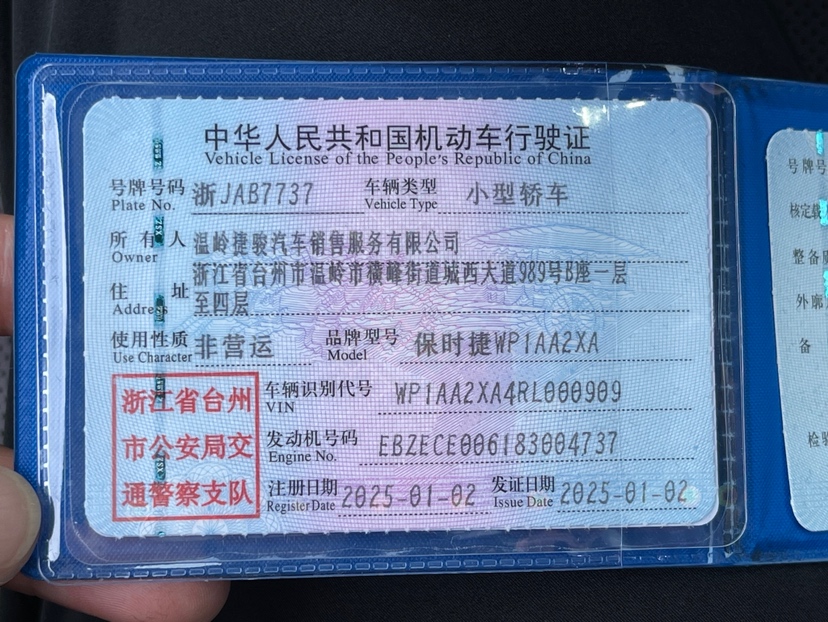 中华人民共和国机动车行驶证
Vehicle License of the People's Republic of China
号牌号码 浙JAB7737 车辆类型 小型轿车
Plate No. Vehicle Type
所有人 温岭捷骏汽车销售服务有限公司
Owner
住址 浙江省台州市温岭市横峰街道城西大道989号B座一层
Address 至四层
使用性质 非营运 品牌型号 保时捷WP1AA2XA
Use Character Model
浙江省台州
市公安局交
通警察支队
车辆识别代号 WP1AA2XA4RL000909
VIN
发动机号码 EBZECE006183004737
Engine No.
注册日期 2025-01-02 发证日期 2025-01-02
Register Date Issue Date
号牌号
核定载
整备质
外廓
备
检验